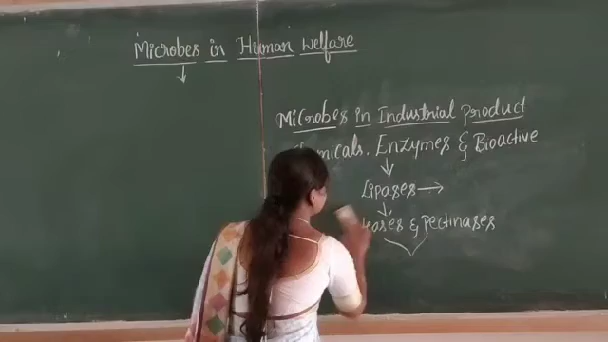 Microbes in Human Welfare
Microbes in Industrial Product
Enzymes & Bioactive
Lipases →
& Pectinases